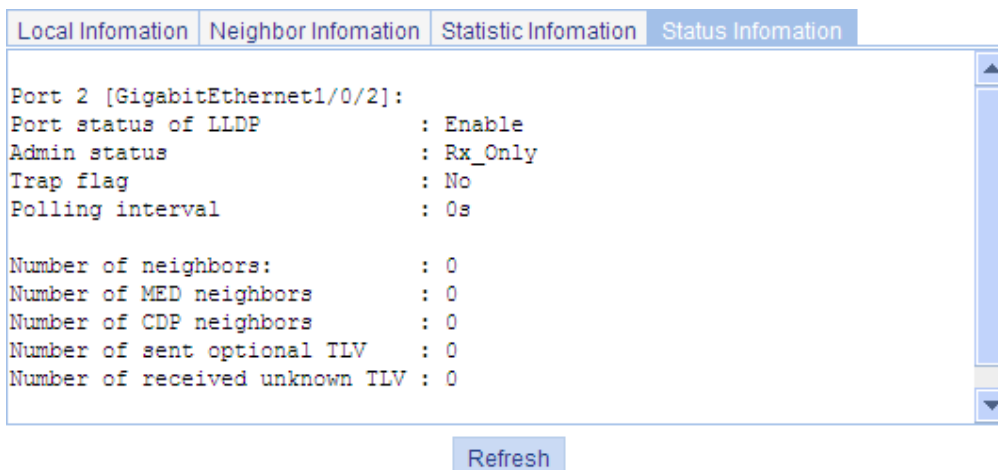 Local Infomation Neighbor Infomation Statistic Infomation Status Infomation
Port 2 [GigabitEthernet1/0/2]:
Port status of LLDP : Enable
Admin status : Rx_Only
Trap flag : No
Polling interval : 0s
Number of neighbors: : 0
Number of MED neighbors : 0
Number of CDP neighbors : 0
Number of sent optional TLV : 0
Number of received unknown TLV : 0
Refresh